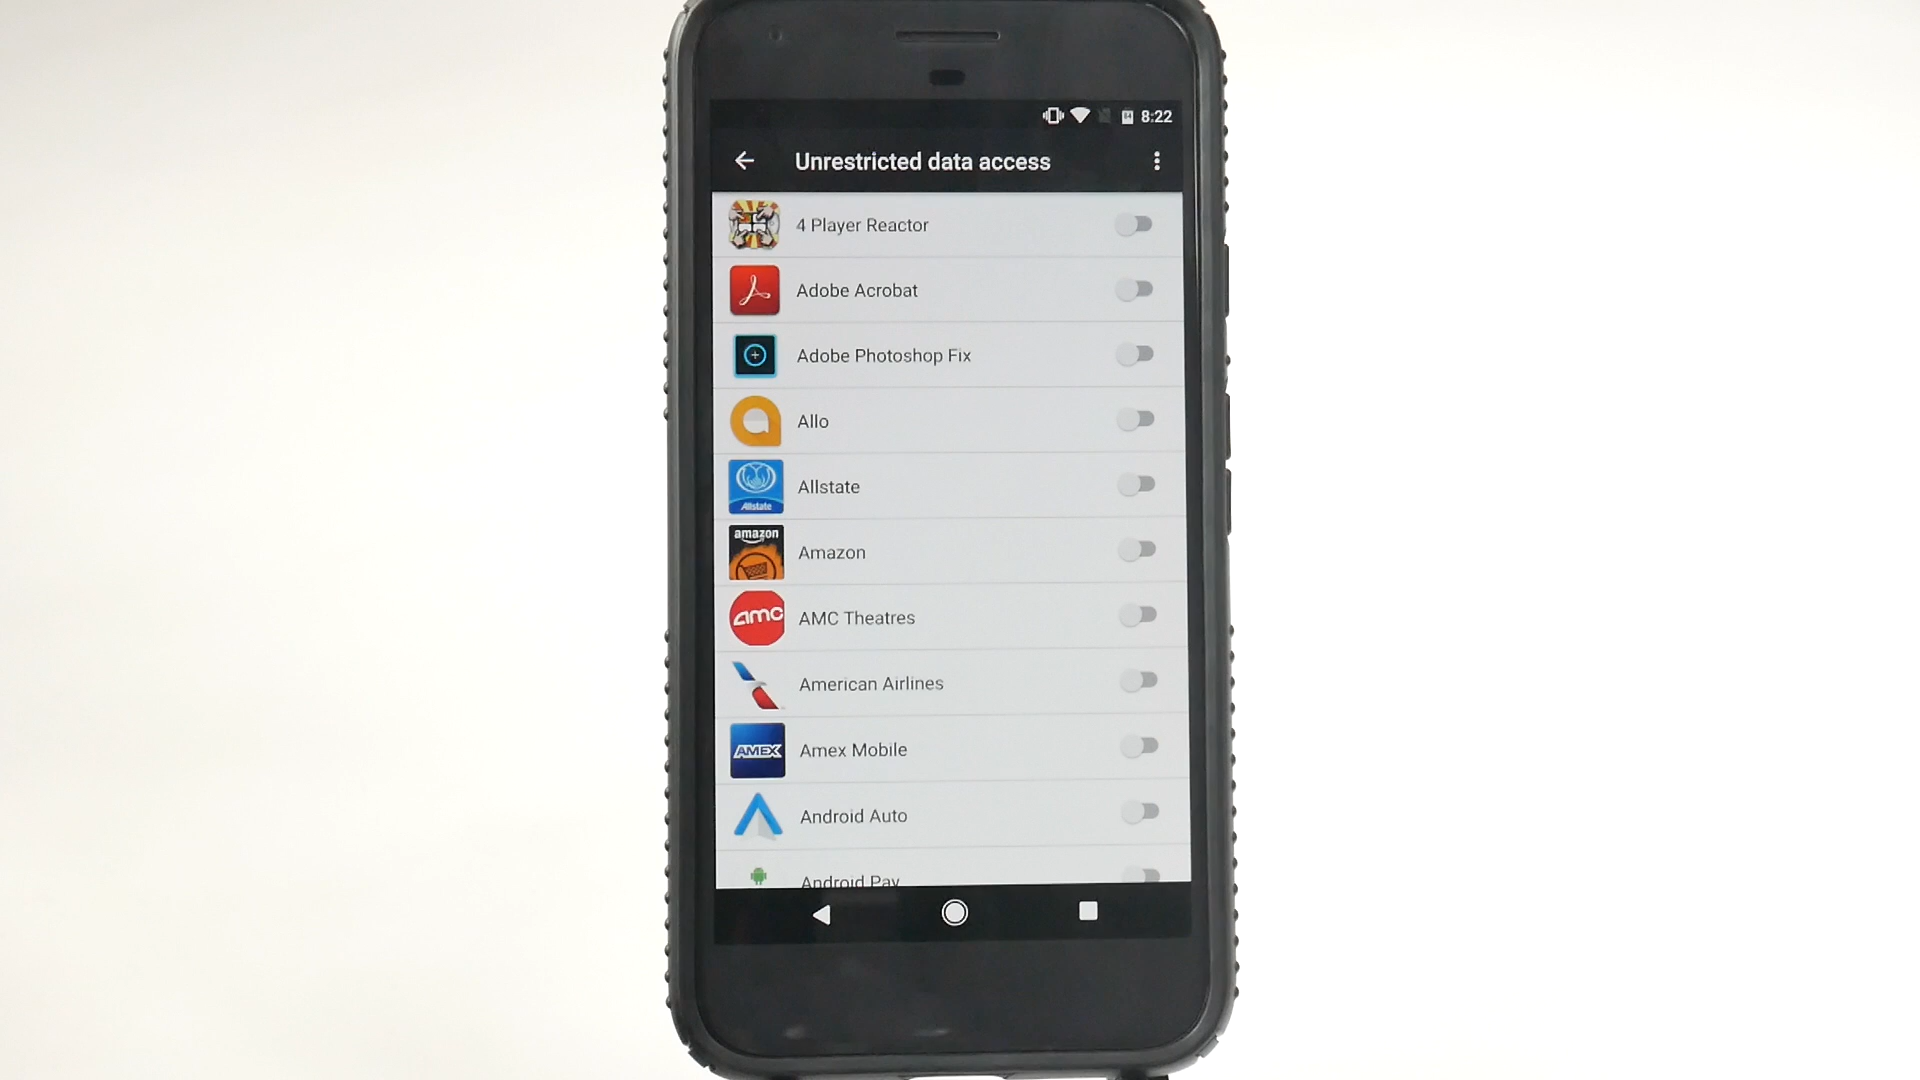 8:22
Unrestricted data access
4 Player Reactor
Adobe Acrobat
Adobe Photoshop Fix
Allo
Allstate
Allstate
amazon
Amazon
amc
AMC Theatres
American Airlines
AMEX
Amex Mobile
Android Auto
Android Pay